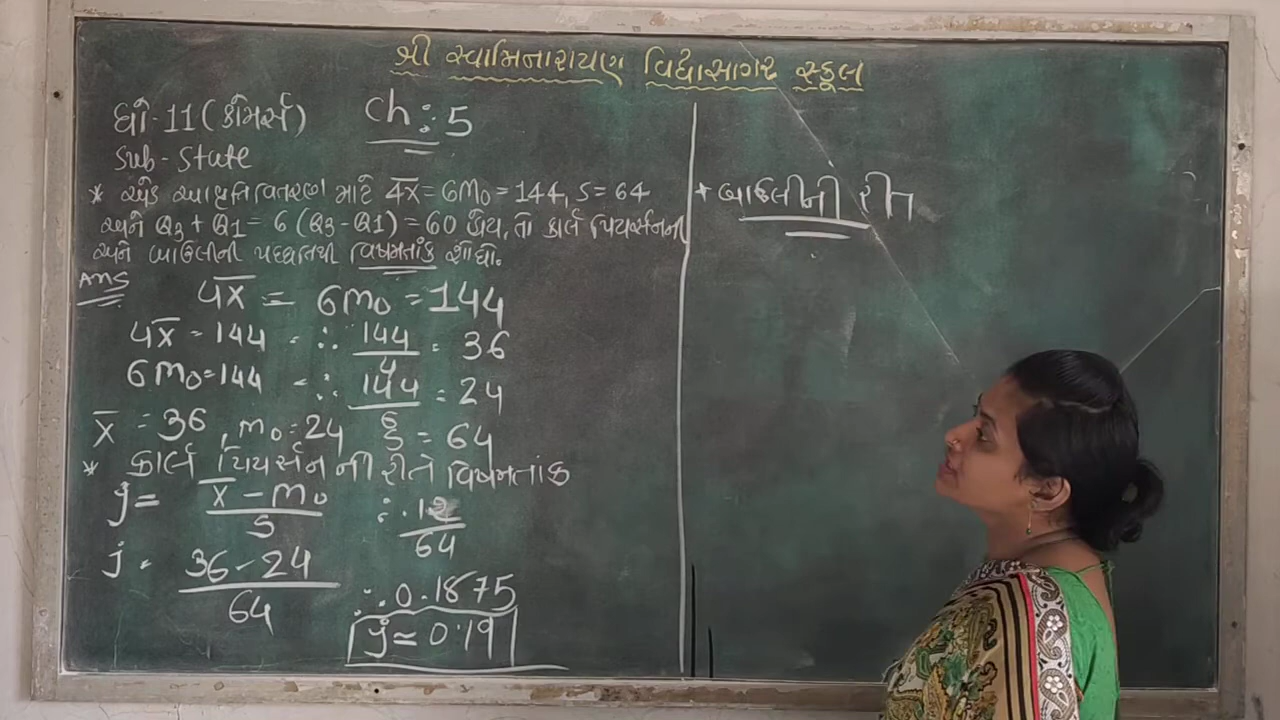 શ્રી સ્વામિનારાયણ વિદ્યાસાગર સ્કૂલ
ધો-11 (કોમર્સ) ch : 5
Sub - State
* એક આવૃત્તિ વિતરણ માટે 4x̄ = 6M₀ = 144, S = 64
અને Q3 + Q1 = 6 (Q3 - Q1) = 60 હોય, તો કાર્લ પિયર્સનની
અને બાઉલીની પદ્ધતિથી વિષમતાંક શોધો.
Ans
4x̄ = 6m₀ = 144
4x̄ = 144 ∴ 144/4 = 36
6m₀ = 144 ∴ 144/6 = 24
x̄ = 36, m₀ = 24 S = 64
* કાર્લ પિયર્સન ની રીતે વિષમતાંક
j = x̄ - m₀ / S
j = 36 - 24 / 64
∴ 12/64
∴ 0.1875
j = 0.19
* બાઉલીની રીત